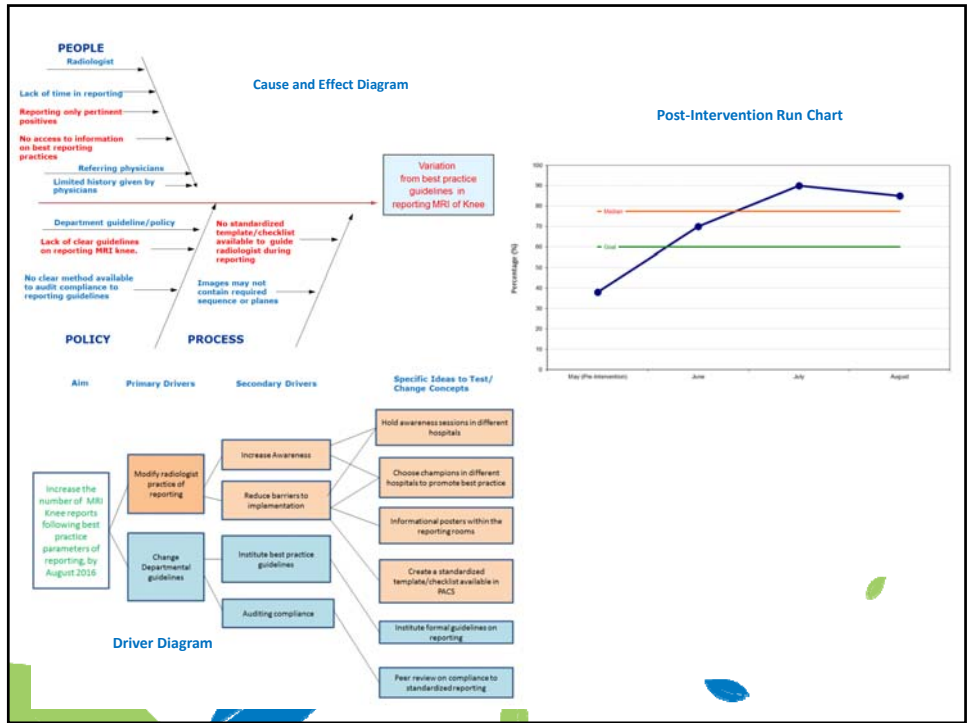 PEOPLE
Radiologist
Lack of time in reporting
Reporting only pertinent
positives
No access to information
on best reporting
practices
Referring physicians
Limited history given by
physicians
Cause and Effect Diagram
Variation
from best practice
guidelines in
reporting MRI of Knee
Department guideline/policy
Lack of clear guidelines
on reporting MRI knee.
No clear method available
to audit compliance to
reporting guidelines
No standardized
template/checklist
available to guide
radiologist during
reporting
Images may not
contain required
sequence or planes
POLICY
PROCESS
Post-Intervention Run Chart
Percentage (%)
100
90
80
70
60
50
40
30
20
10
0
Median
Goal
May (Pre-intervention)
June
July
August
Aim
Primary Drivers
Secondary Drivers
Specific Ideas to Test/
Change Concepts
Increase the
number of MRI
Knee reports
following best
practice
parameters of
reporting, by
August 2016
Modify radiologist
practice of
reporting
Change
Departmental
guidelines
Increase Awareness
Reduce barriers to
implementation
Institute best practice
guidelines
Auditing compliance
Hold awareness sessions in different
hospitals
Choose champions in different
hospitals to promote best practice
Informational posters within the
reporting rooms
Create a standardized
template/checklist available in
PACS
Institute formal guidelines on
reporting
Peer review on compliance to
standardized reporting
Driver Diagram